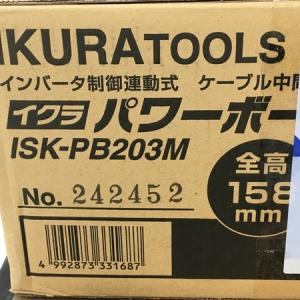 IKURATOOLS
インバータ制御連動式 ケーブル中間
イクラ パワーボー
ISK-PB203M
全高
158
mm
No. 242452
4 992873 331687